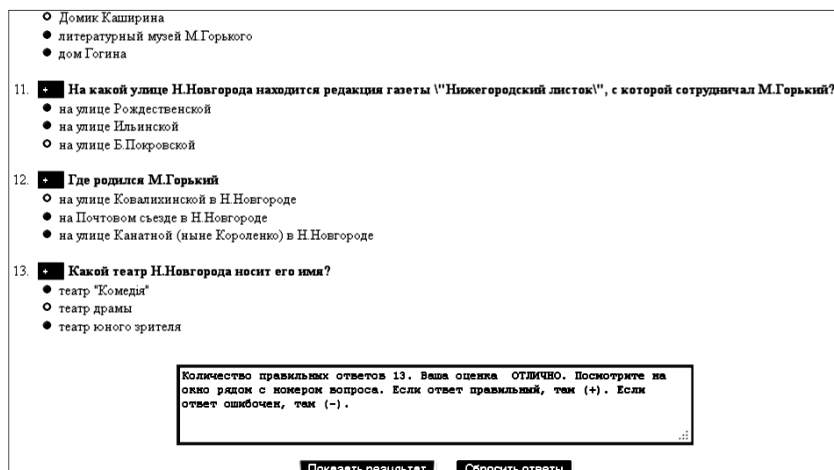 Домик Каширина
литературный музей М.Горького
дом Гогина
11. + На какой улице Н.Новгорода находится редакция газеты \"Нижегородский листок\", с которой сотрудничал М.Горький?
на улице Рождественской
на улице Ильинской
на улице Б.Покровской
12. + Где родился М.Горький
на улице Ковалихинской в Н.Новгороде
на Почтовом съезде в Н.Новгороде
на улице Канатной (ныне Короленко) в Н.Новгороде
13. + Какой театр Н.Новгорода носит его имя?
театр "Комедiя"
театр драмы
театр юного зрителя
Количество правильных ответов 13. Ваша оценка ОТЛИЧНО. Посмотрите на
окно рядом с номером вопроса. Если ответ правильный, там (+). Если
ответ ошибочен, там (-).
Показать результат Сбросить ответы